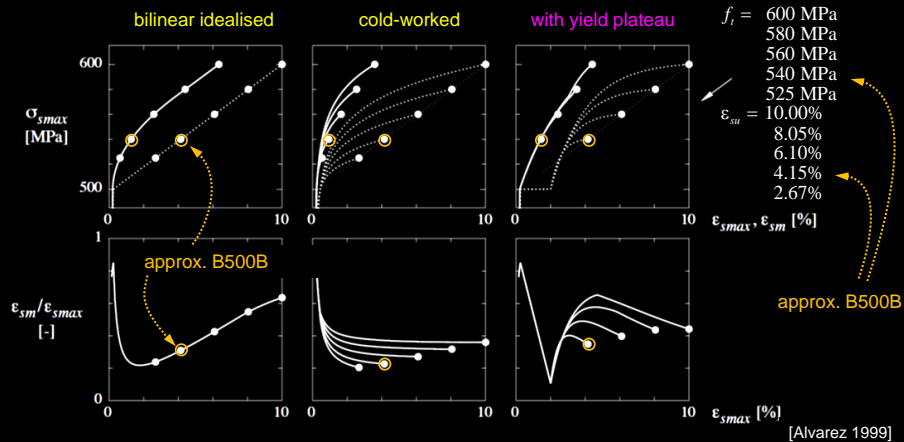 bilinear idealised
cold-worked
with yield plateau
f_t = 600 MPa
580 MPa
560 MPa
540 MPa
525 MPa
ε_su = 10.00%
8.05%
6.10%
4.15%
2.67%
600
σ_smax
[MPa]
500
0 10
0 10
0 10
ε_smax, ε_sm [%]
1
approx. B500B
approx. B500B
ε_sm/ε_smax
[-]
0
0 10
0 10
0 10
ε_smax [%]
[Alvarez 1999]